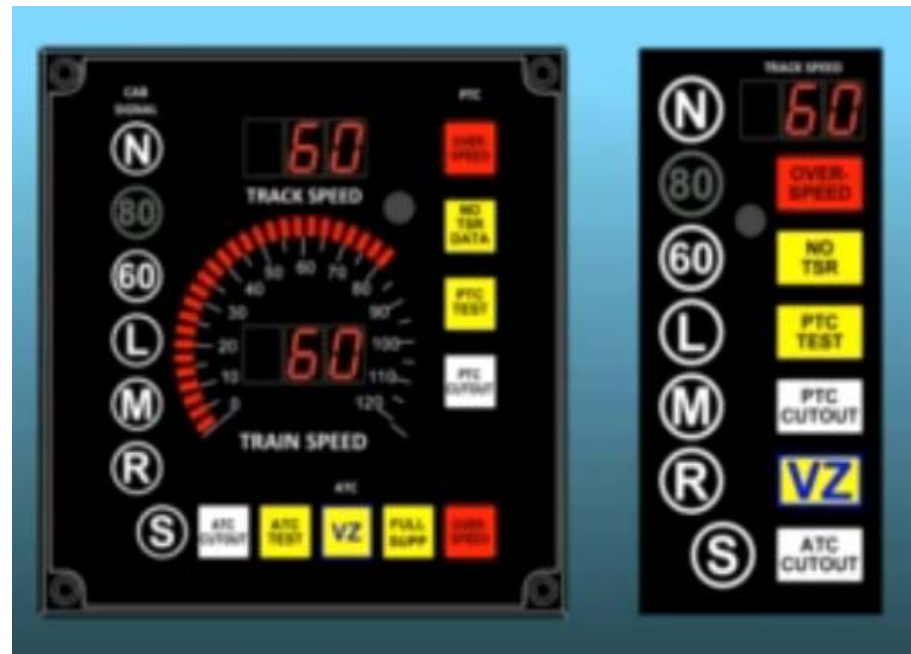 CAB
SIGNAL
N
80
60
L
M
R
S
60
TRACK SPEED
0
10
20
30
40
50
60
70
80
90
100
110
120
60
TRAIN SPEED
PTC
OVER-
SPEED
NO
TSR
DATA
PTC
TEST
PTC
CUTOUT
ATC
ATC
CUTOUT
ATC
TEST
VZ
FULL
SUPP
OVER-
SPEED
TRACK SPEED
60
N
80
60
L
M
R
S
OVER-
SPEED
NO
TSR
PTC
TEST
PTC
CUTOUT
VZ
ATC
CUTOUT